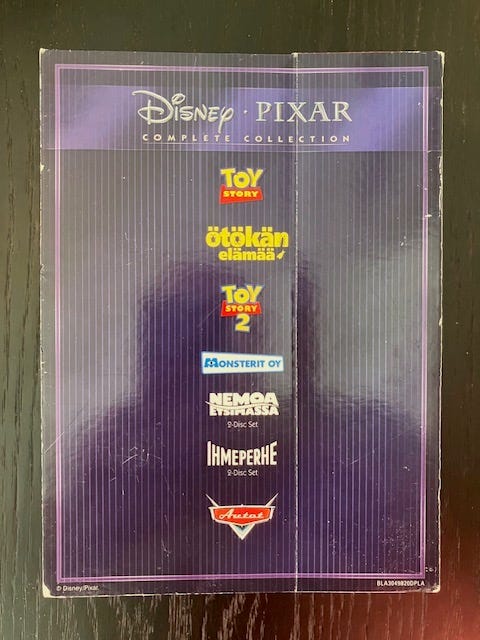 Disney · PIXAR
COMPLETE COLLECTION
TOY
STORY
ötökän
elämää
TOY
STORY
2
MONSTERIT OY
NEMOA
ETSIMÄSSÄ
2-Disc Set
IHMEPERHE
2-Disc Set
Autot
© Disney/Pixar
BLA3049820DPLA